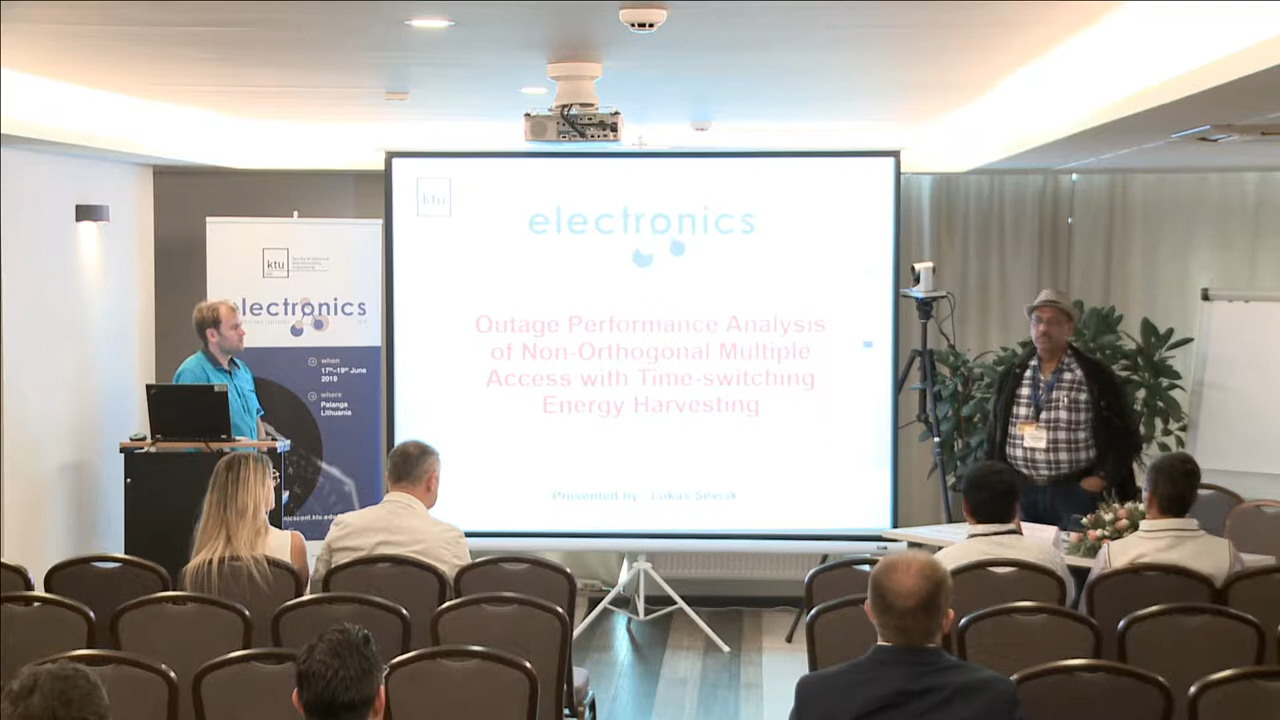 ktu
electronics
Outage Performance Analysis
of Non-Orthogonal Multiple
Access with Time-switching
Energy Harvesting
Presented by: Lukas Sevcik
ktu
electronics
when
17th–19th June
2019
where
Palanga
Lithuania